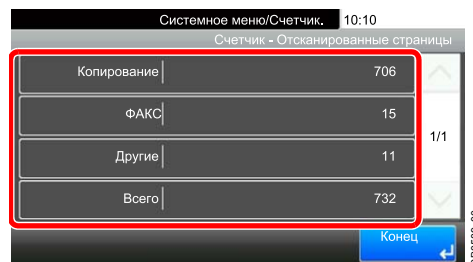 Системное меню/Счетчик. 10:10
Счетчик - Отсканированные страницы
Копирование 706
ФАКС 15
1/1
Другие 11
Всего 732
Конец